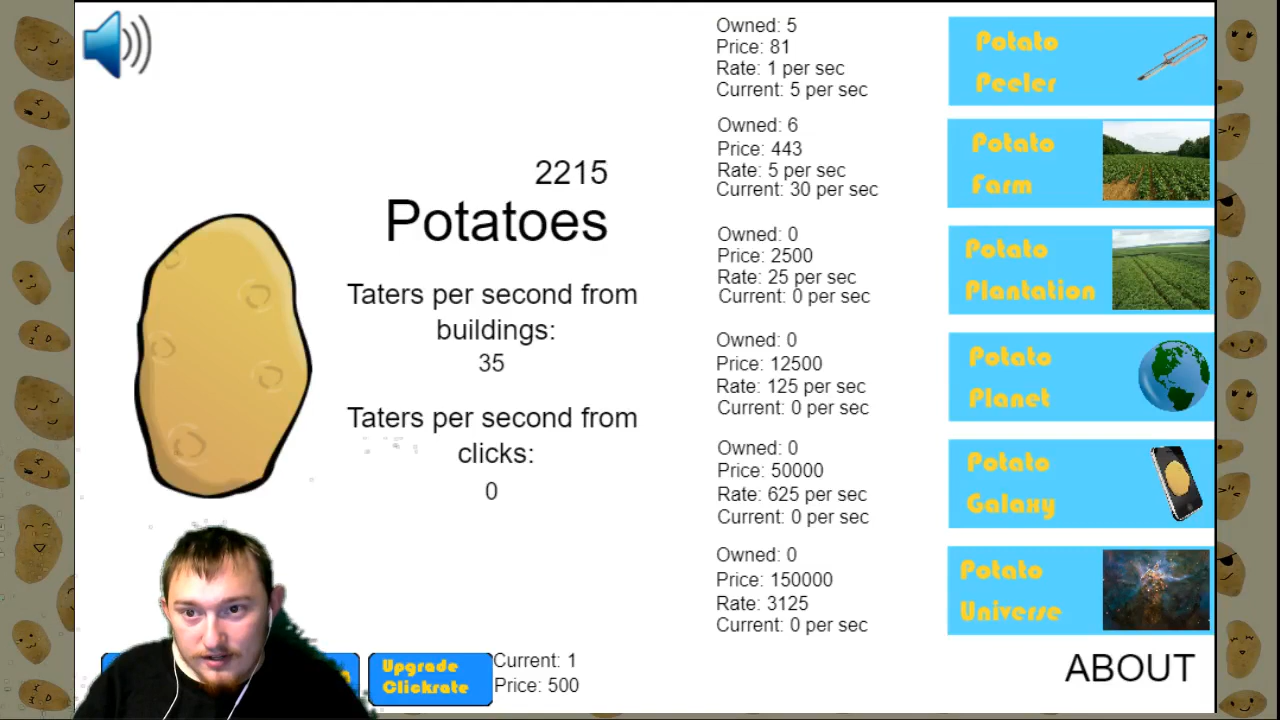 2215
Potatoes
Taters per second from
buildings:
35
Taters per second from
clicks:
0
Owned: 5
Price: 81
Rate: 1 per sec
Current: 5 per sec
Potato
Peeler
Owned: 6
Price: 443
Rate: 5 per sec
Current: 30 per sec
Potato
Farm
Owned: 0
Price: 2500
Rate: 25 per sec
Current: 0 per sec
Potato
Plantation
Owned: 0
Price: 12500
Rate: 125 per sec
Current: 0 per sec
Potato
Planet
Owned: 0
Price: 50000
Rate: 625 per sec
Current: 0 per sec
Potato
Galaxy
Owned: 0
Price: 150000
Rate: 3125
Current: 0 per sec
Potato
Universe
Upgrade
Clickrate
Current: 1
Price: 500
ABOUT